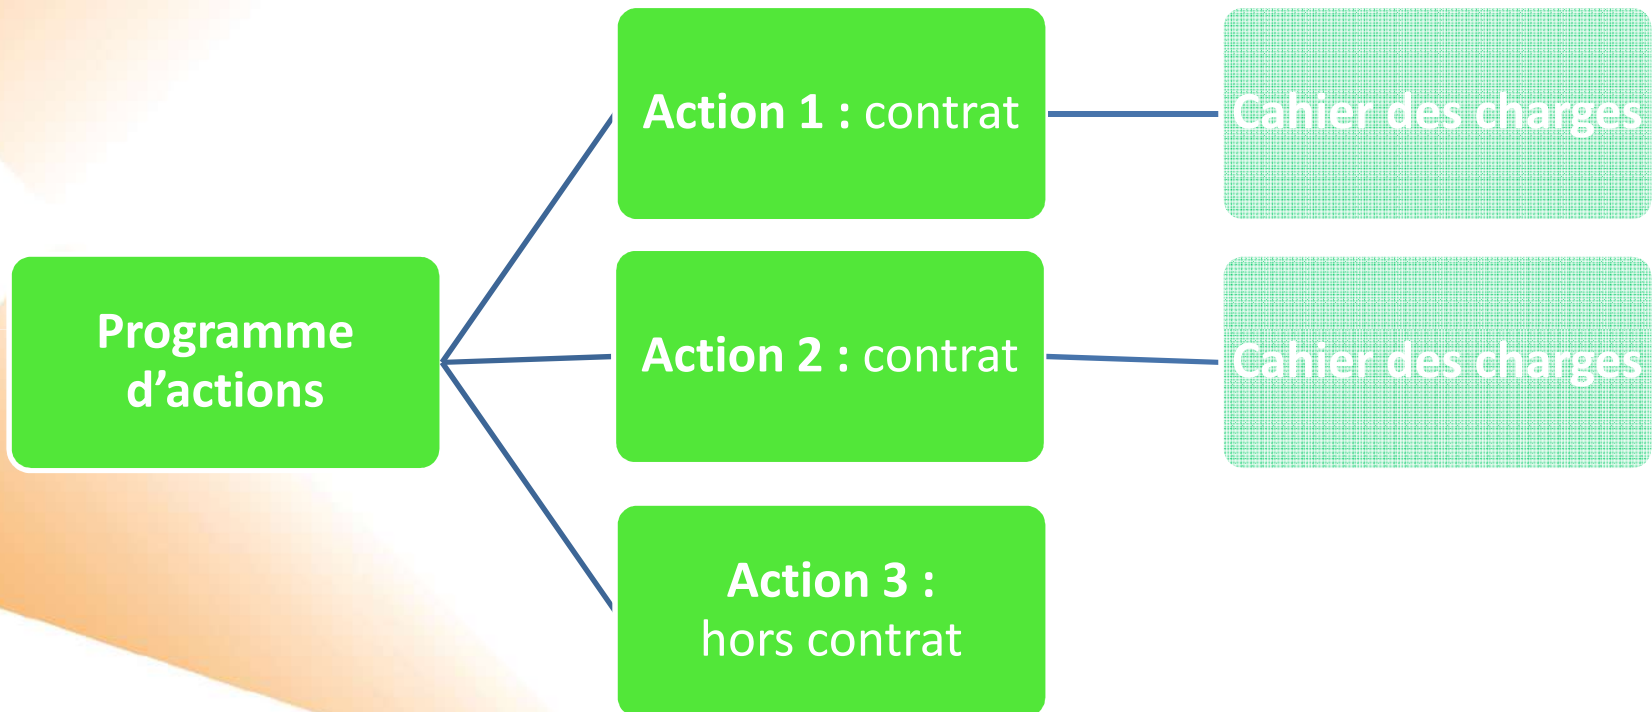 Action 1 : contrat
Cahier des charges
Programme
d’actions
Action 2 : contrat
Cahier des charges
Action 3 :
hors contrat